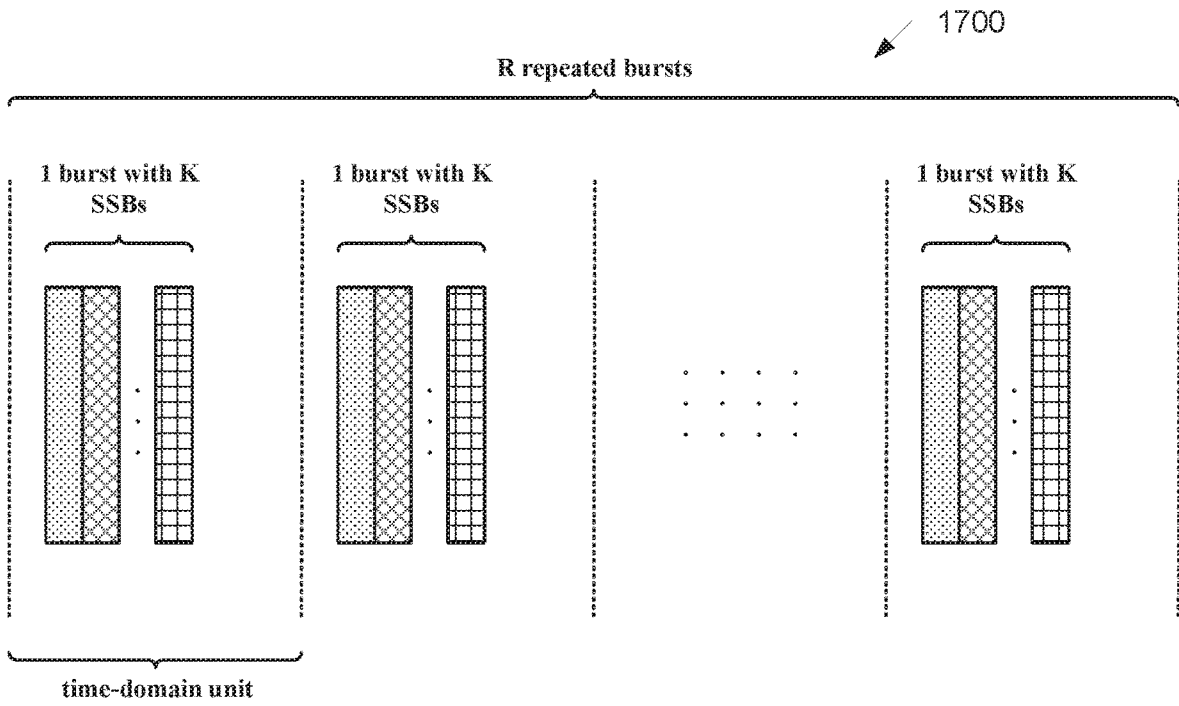 1700
R repeated bursts
1 burst with K
SSBs
1 burst with K
SSBs
1 burst with K
SSBs
time-domain unit